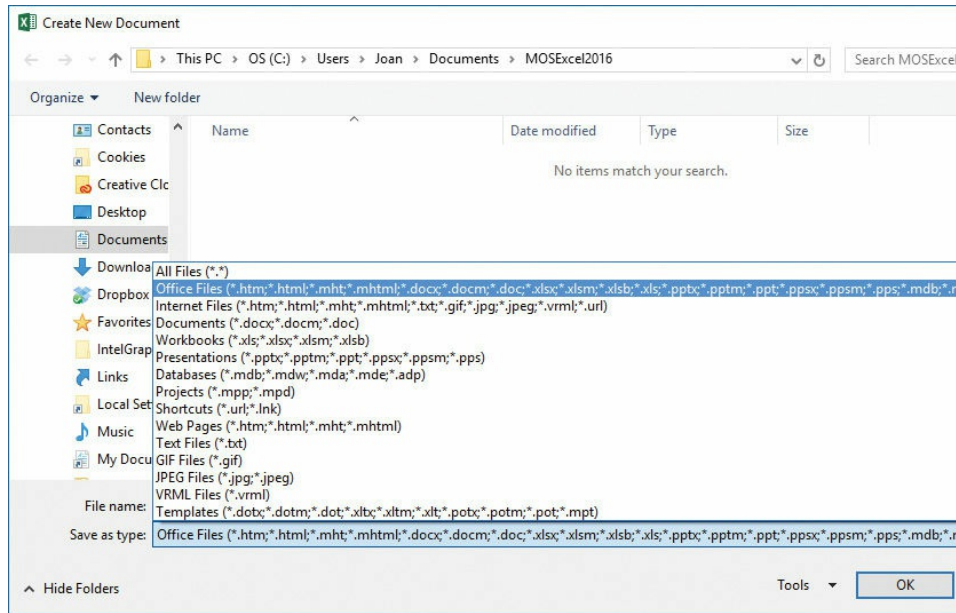 Create New Document
This PC > OS (C:) > Users > Joan > Documents > MOSExcel2016
Search MOSExcel
Organize
New folder
Name
Date modified
Type
Size
No items match your search.
Contacts
Cookies
Creative Clo
Desktop
Documents
Downloa
Dropbox
Favorites
IntelGrap
Links
Local Set
Music
My Docu
All Files (*.*)
Office Files (*.htm;*.html;*.mht;*.mhtml;*.docx;*.docm;*.doc;*.xlsx;*.xlsm;*.xlsb;*.xls;*.pptx;*.pptm;*.ppt;*.ppsx;*.ppsm;*.pps;*.mdb;*.
Internet Files (*.htm;*.html;*.mht;*.mhtml;*.txt;*.gif;*.jpg;*.jpeg;*.vrml;*.url)
Documents (*.docx;*.docm;*.doc)
Workbooks (*.xls;*.xlsx;*.xlsm;*.xlsb)
Presentations (*.pptx;*.pptm;*.ppt;*.ppsx;*.ppsm;*.pps)
Databases (*.mdb;*.mdw;*.mda;*.mde;*.adp)
Projects (*.mpp;*.mpd)
Shortcuts (*.url;*.lnk)
Web Pages (*.htm;*.html;*.mht;*.mhtml)
Text Files (*.txt)
GIF Files (*.gif)
JPEG Files (*.jpg;*.jpeg)
VRML Files (*.vrml)
Templates (*.dotx;*.dotm;*.dot;*.xltx;*.xltm;*.xlt;*.potx;*.potm;*.pot;*.mpt)
File name:
Save as type: Office Files (*.htm;*.html;*.mht;*.mhtml;*.docx;*.docm;*.doc;*.xlsx;*.xlsm;*.xlsb;*.xls;*.pptx;*.pptm;*.ppt;*.ppsx;*.ppsm;*.pps;*.mdb;*.
Hide Folders
Tools
OK